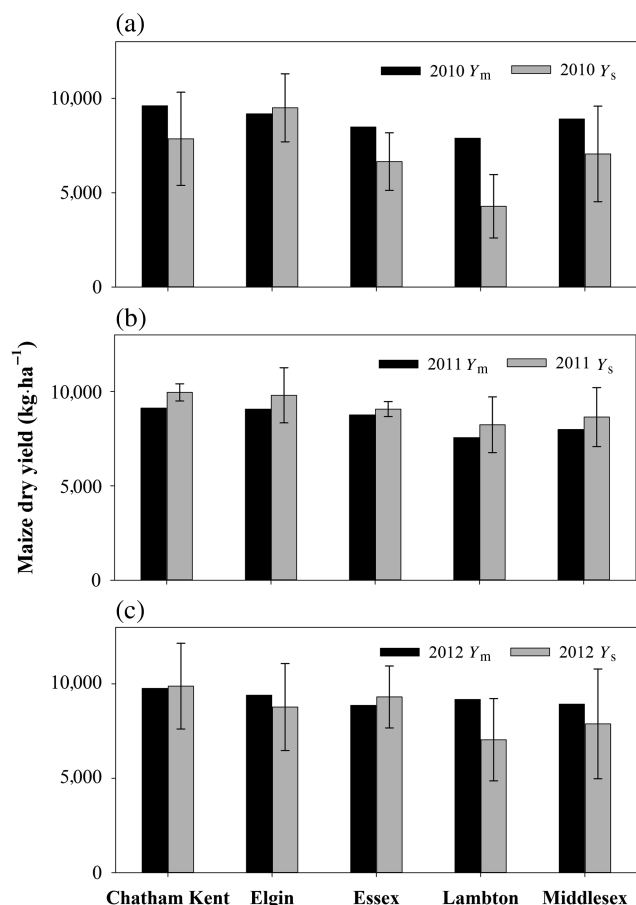 (a)
2010 Yₘ 2010 Yₛ
10,000
5,000
0
(b)
2011 Yₘ 2011 Yₛ
10,000
5,000
0
(c)
2012 Yₘ 2012 Yₛ
10,000
5,000
0
Maize dry yield (kg·ha⁻¹)
Chatham Kent Elgin Essex Lambton Middlesex